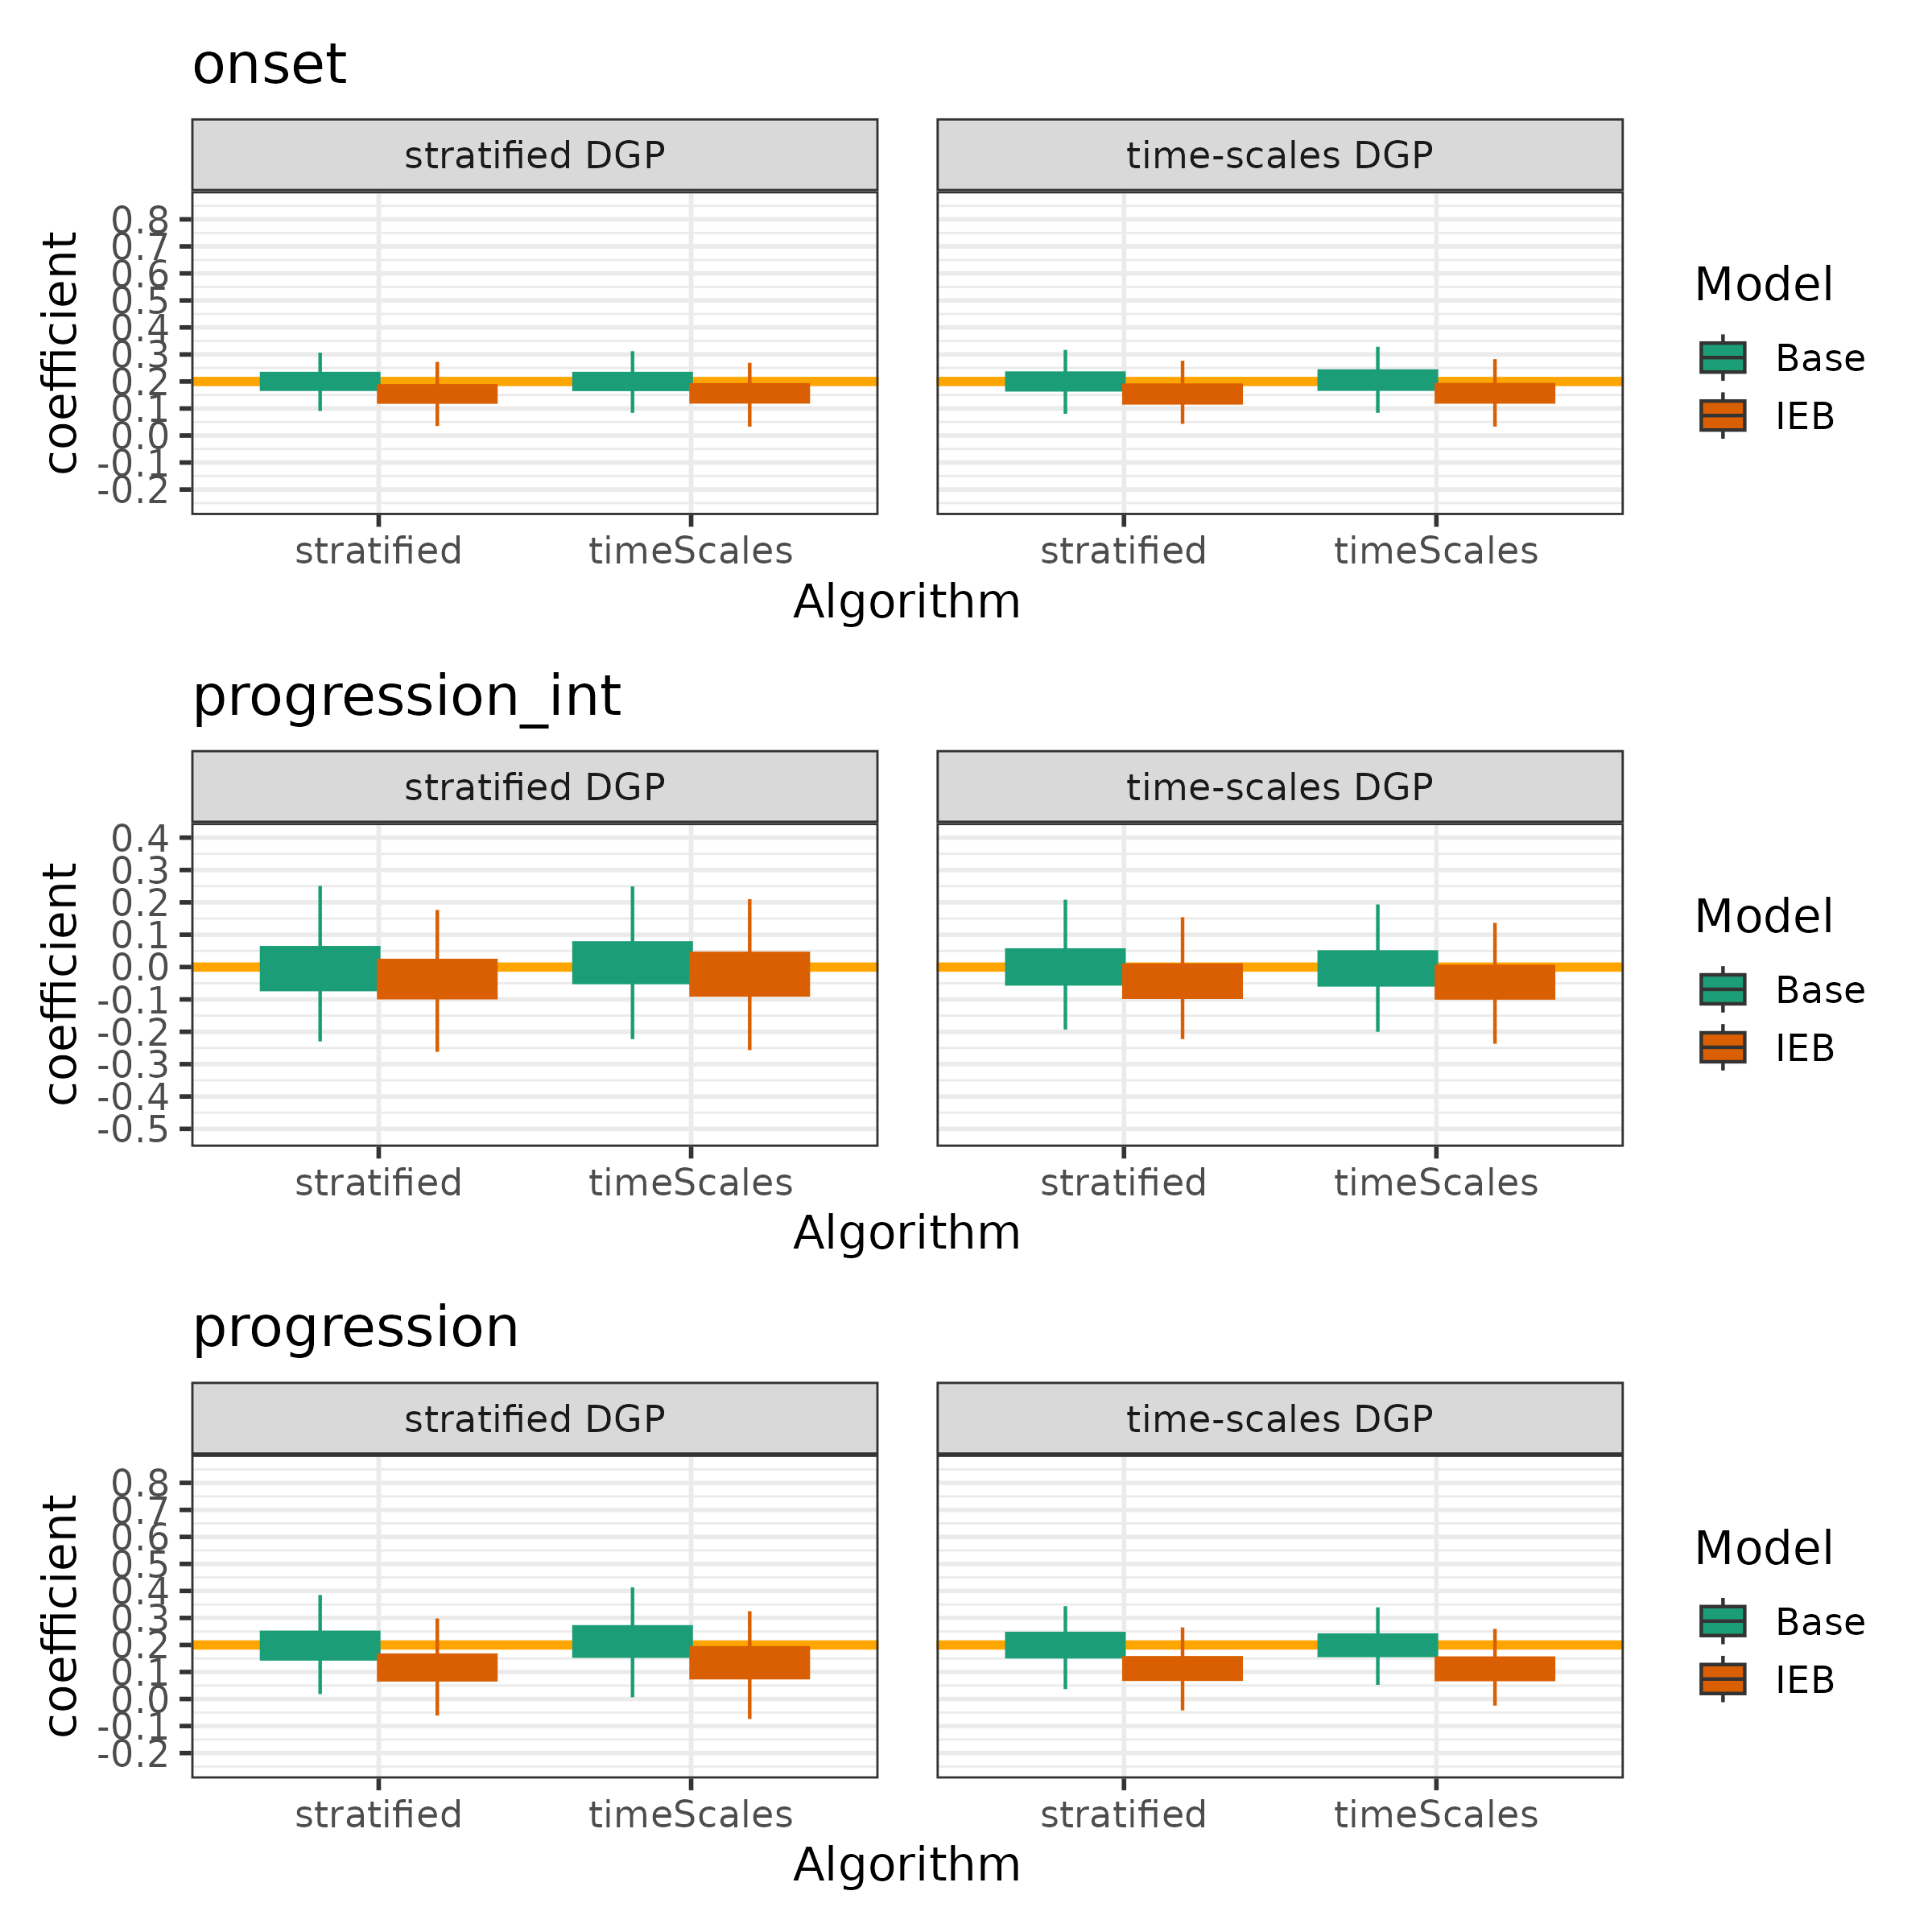 onset
stratified DGP
time-scales DGP
coefficient
0.8
0.7
0.6
0.5
0.4
0.3
0.2
0.1
0.0
-0.1
-0.2
stratified
timeScales
stratified
timeScales
Algorithm
Model
Base
IEB
progression_int
stratified DGP
time-scales DGP
coefficient
0.4
0.3
0.2
0.1
0.0
-0.1
-0.2
-0.3
-0.4
-0.5
stratified
timeScales
stratified
timeScales
Algorithm
Model
Base
IEB
progression
stratified DGP
time-scales DGP
coefficient
0.8
0.7
0.6
0.5
0.4
0.3
0.2
0.1
0.0
-0.1
-0.2
stratified
timeScales
stratified
timeScales
Algorithm
Model
Base
IEB